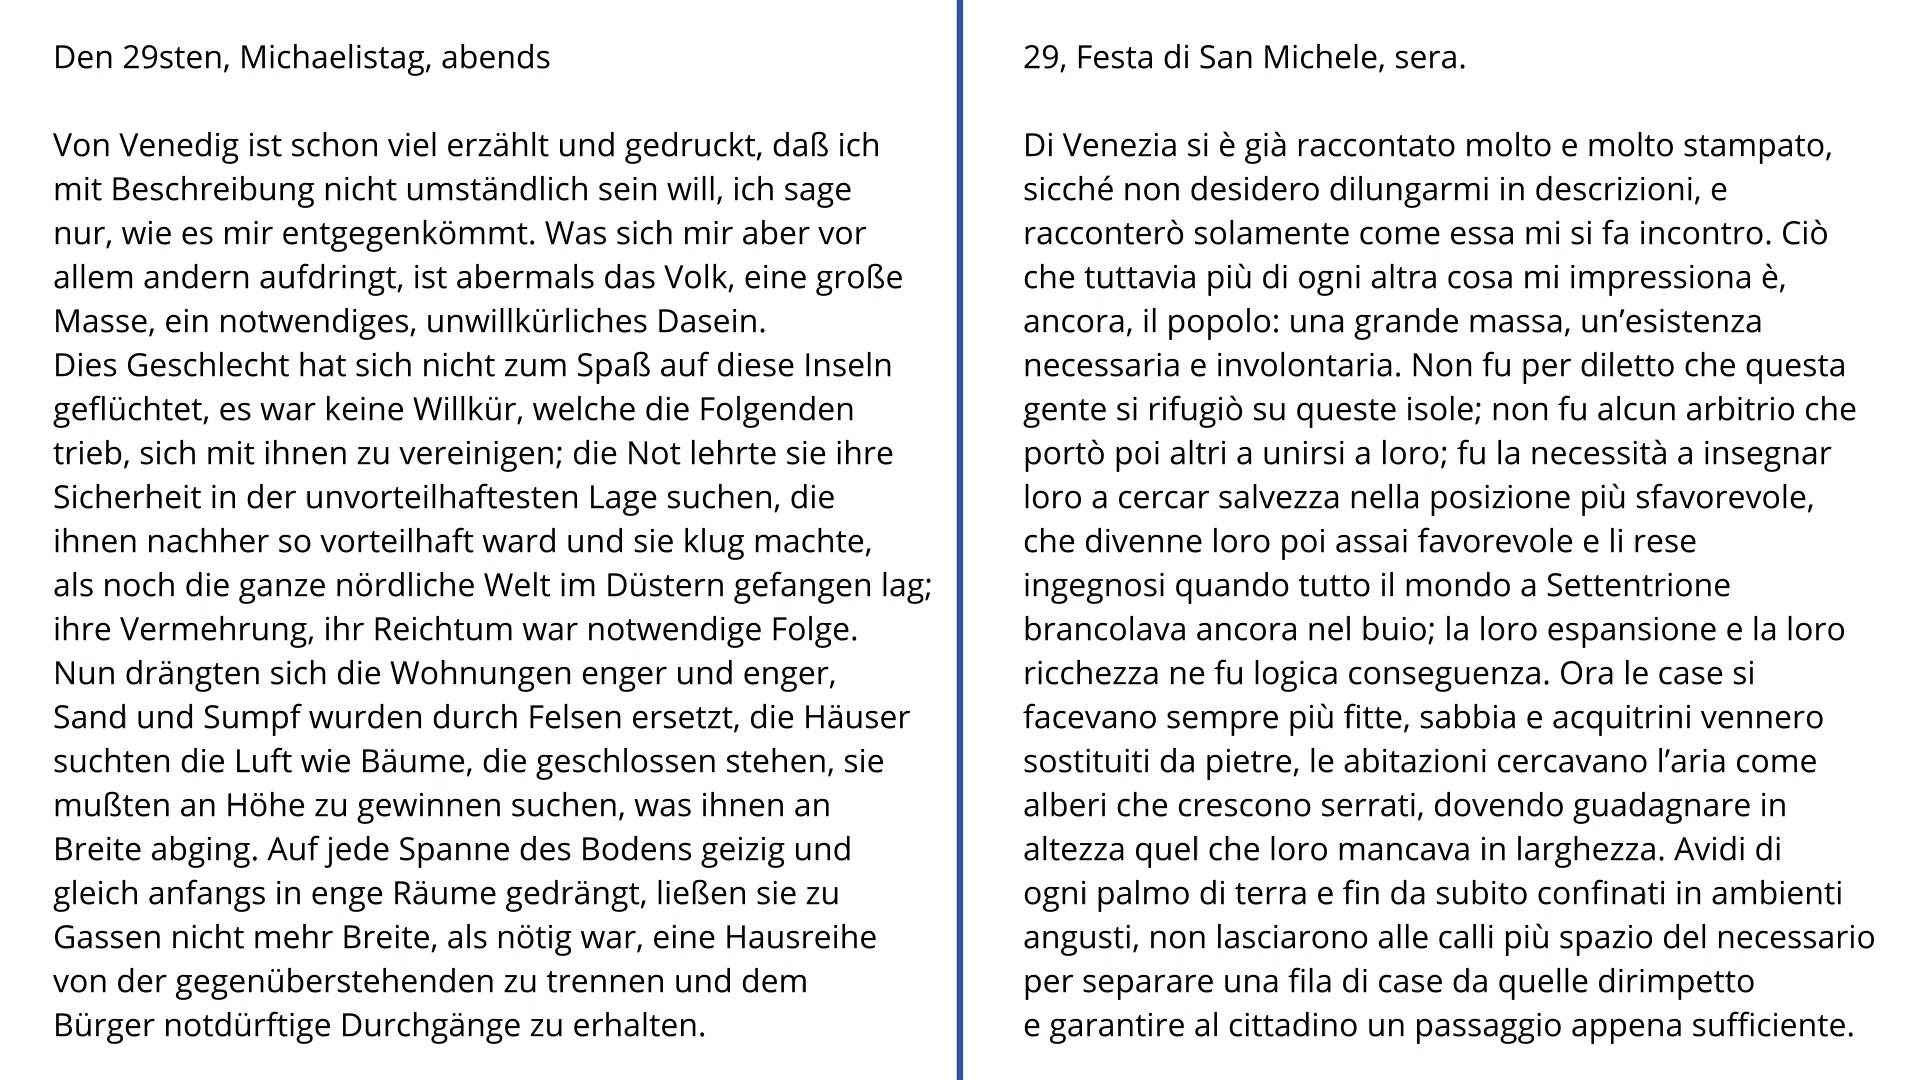 Den 29sten, Michaelistag, abends
Von Venedig ist schon viel erzählt und gedruckt, daß ich
mit Beschreibung nicht umständlich sein will, ich sage
nur, wie es mir entgegenkömmt. Was sich mir aber vor
allem andern aufdringt, ist abermals das Volk, eine große
Masse, ein notwendiges, unwillkürliches Dasein.
Dies Geschlecht hat sich nicht zum Spaß auf diese Inseln
geflüchtet, es war keine Willkür, welche die Folgenden
trieb, sich mit ihnen zu vereinigen; die Not lehrte sie ihre
Sicherheit in der unvorteilhaftesten Lage suchen, die
ihnen nachher so vorteilhaft ward und sie klug machte,
als noch die ganze nördliche Welt im Düstern gefangen lag;
ihre Vermehrung, ihr Reichtum war notwendige Folge.
Nun drängten sich die Wohnungen enger und enger,
Sand und Sumpf wurden durch Felsen ersetzt, die Häuser
suchten die Luft wie Bäume, die geschlossen stehen, sie
mußten an Höhe zu gewinnen suchen, was ihnen an
Breite abging. Auf jede Spanne des Bodens geizig und
gleich anfangs in enge Räume gedrängt, ließen sie zu
Gassen nicht mehr Breite, als nötig war, eine Hausreihe
von der gegenüberstehenden zu trennen und dem
Bürger notdürftige Durchgänge zu erhalten.
29, Festa di San Michele, sera.
Di Venezia si è già raccontato molto e molto stampato,
sicché non desidero dilungarmi in descrizioni, e
racconterò solamente come essa mi si fa incontro. Ciò
che tuttavia più di ogni altra cosa mi impressiona è,
ancora, il popolo: una grande massa, un’esistenza
necessaria e involontaria. Non fu per diletto che questa
gente si rifugiò su queste isole; non fu alcun arbitrio che
portò poi altri a unirsi a loro; fu la necessità a insegnar
loro a cercar salvezza nella posizione più sfavorevole,
che divenne loro poi assai favorevole e li rese
ingegnosi quando tutto il mondo a Settentrione
brancolava ancora nel buio; la loro espansione e la loro
ricchezza ne fu logica conseguenza. Ora le case si
facevano sempre più fitte, sabbia e acquitrini vennero
sostituiti da pietre, le abitazioni cercavano l’aria come
alberi che crescono serrati, dovendo guadagnare in
altezza quel che loro mancava in larghezza. Avidi di
ogni palmo di terra e fin da subito confinati in ambienti
angusti, non lasciarono alle calli più spazio del necessario
per separare una fila di case da quelle dirimpetto
e garantire al cittadino un passaggio appena sufficiente.